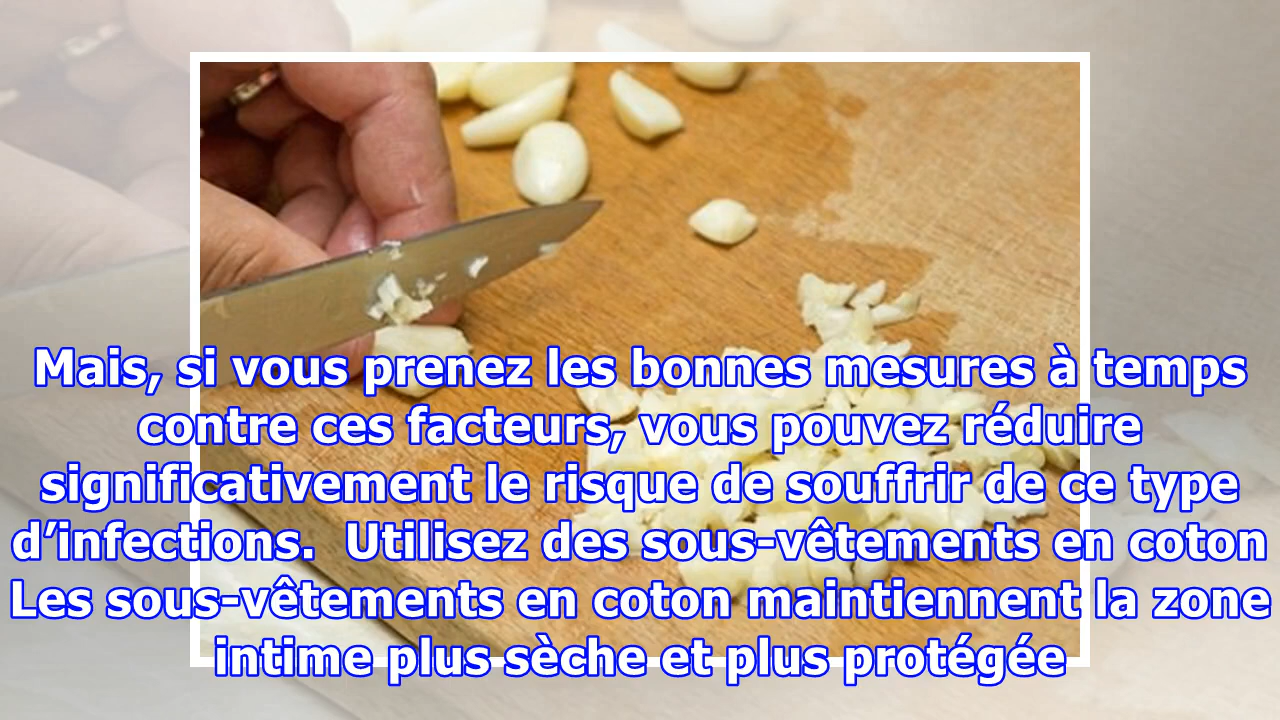 Mais, si vous prenez les bonnes mesures à temps
contre ces facteurs, vous pouvez réduire
significativement le risque de souffrir de ce type
d’infections.  Utilisez des sous-vêtements en coton
Les sous-vêtements en coton maintiennent la zone
intime plus sèche et plus protégée